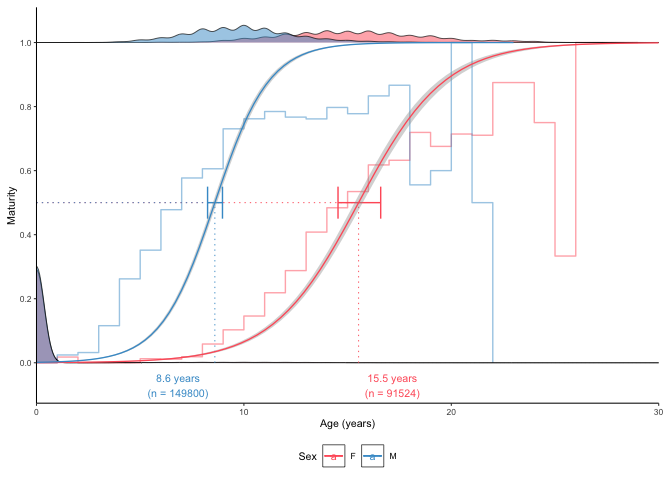 1.0
0.8
0.6
0.4
0.2
0.0
Maturity
8.6 years
(n = 149800)
15.5 years
(n = 91524)
0
10
20
30
Age (years)
Sex a F a M